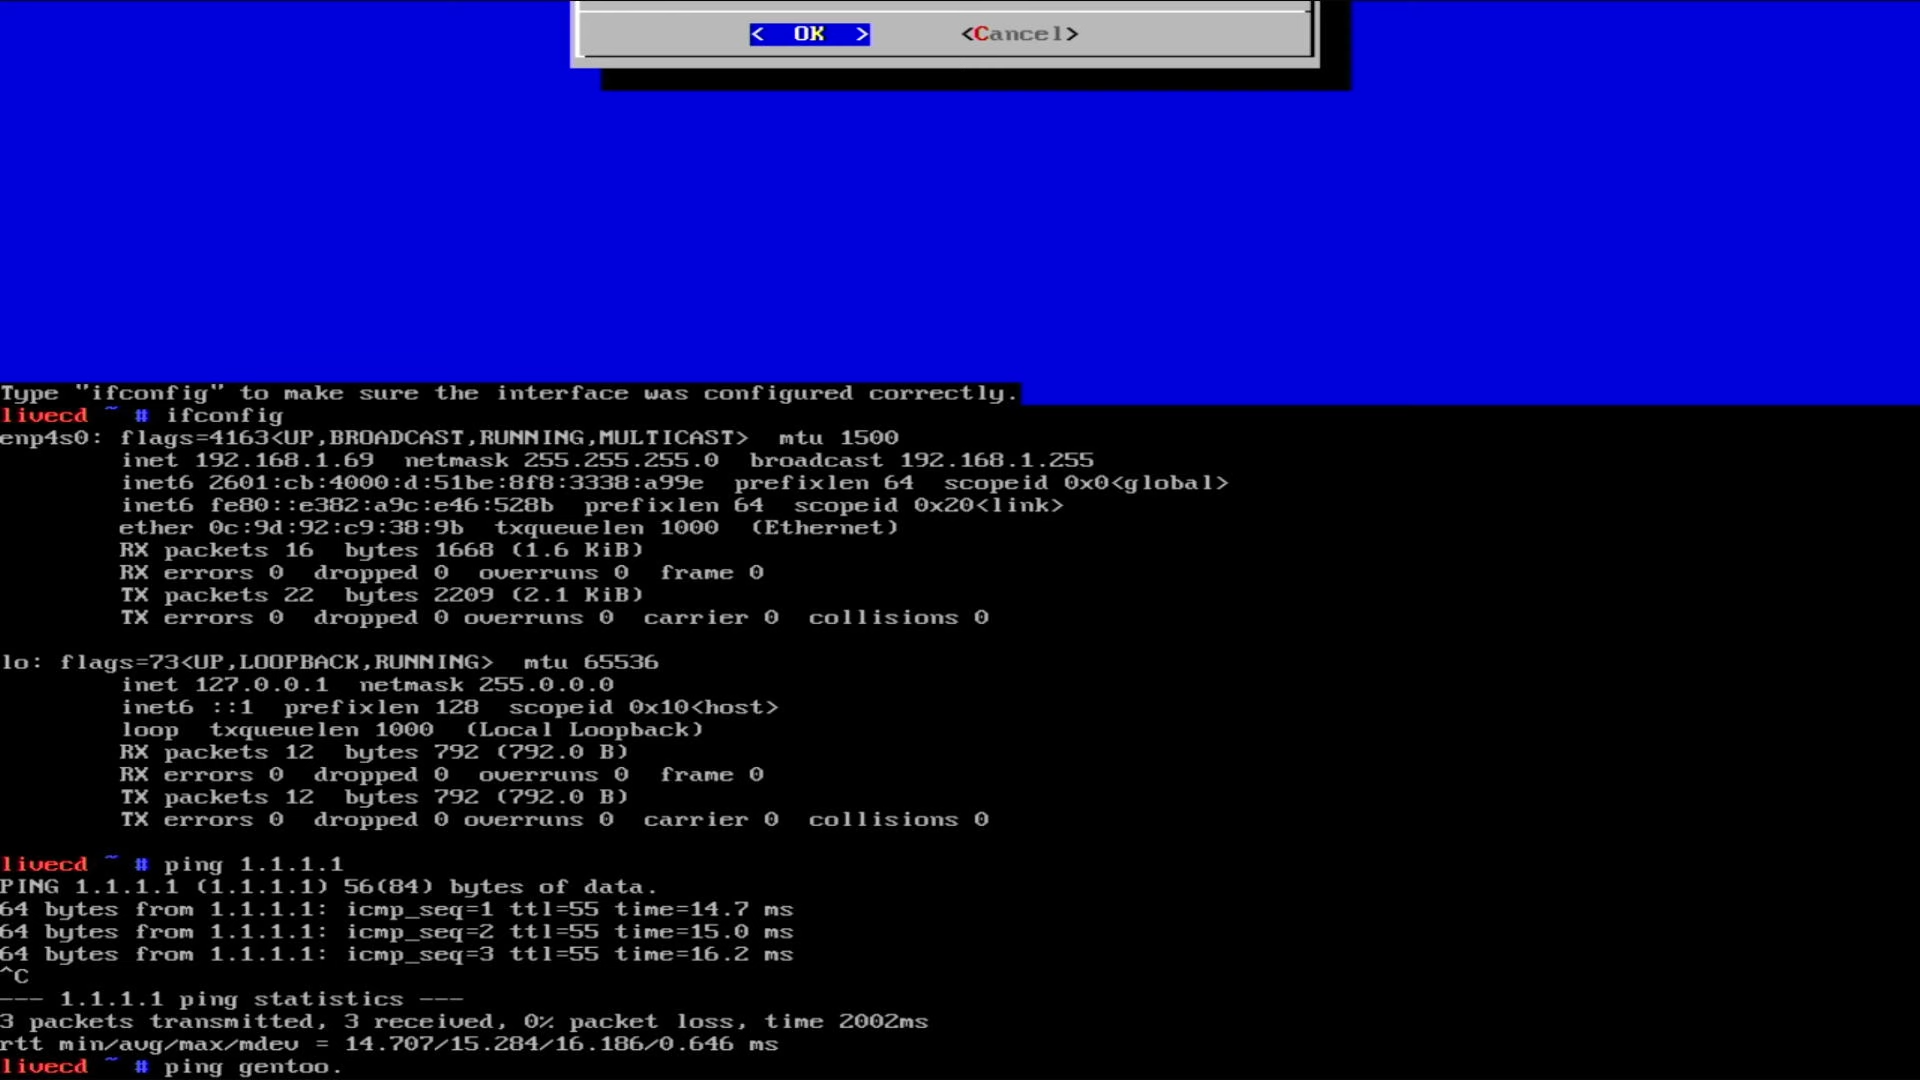 < OK > <Cancel>
Type "ifconfig" to make sure the interface was configured correctly.
livecd ~ # ifconfig
enp4s0: flags=4163<UP,BROADCAST,RUNNING,MULTICAST>  mtu 1500
        inet 192.168.1.69  netmask 255.255.255.0  broadcast 192.168.1.255
        inet6 2601:cb:4000:d:51be:8f8:3338:a99e  prefixlen 64  scopeid 0x0<global>
        inet6 fe80::e382:a9c:e46:528b  prefixlen 64  scopeid 0x20<link>
        ether 0c:9d:92:c9:38:9b  txqueuelen 1000  (Ethernet)
        RX packets 16  bytes 1668 (1.6 KiB)
        RX errors 0  dropped 0  overruns 0  frame 0
        TX packets 22  bytes 2209 (2.1 KiB)
        TX errors 0  dropped 0 overruns 0  carrier 0  collisions 0
lo: flags=73<UP,LOOPBACK,RUNNING>  mtu 65536
        inet 127.0.0.1  netmask 255.0.0.0
        inet6 ::1  prefixlen 128  scopeid 0x10<host>
        loop  txqueuelen 1000  (Local Loopback)
        RX packets 12  bytes 792 (792.0 B)
        RX errors 0  dropped 0  overruns 0  frame 0
        TX packets 12  bytes 792 (792.0 B)
        TX errors 0  dropped 0 overruns 0  carrier 0  collisions 0
livecd ~ # ping 1.1.1.1
PING 1.1.1.1 (1.1.1.1) 56(84) bytes of data.
64 bytes from 1.1.1.1: icmp_seq=1 ttl=55 time=14.7 ms
64 bytes from 1.1.1.1: icmp_seq=2 ttl=55 time=15.0 ms
64 bytes from 1.1.1.1: icmp_seq=3 ttl=55 time=16.2 ms
^C
--- 1.1.1.1 ping statistics ---
3 packets transmitted, 3 received, 0% packet loss, time 2002ms
rtt min/avg/max/mdev = 14.707/15.284/16.186/0.646 ms
livecd ~ # ping gentoo.